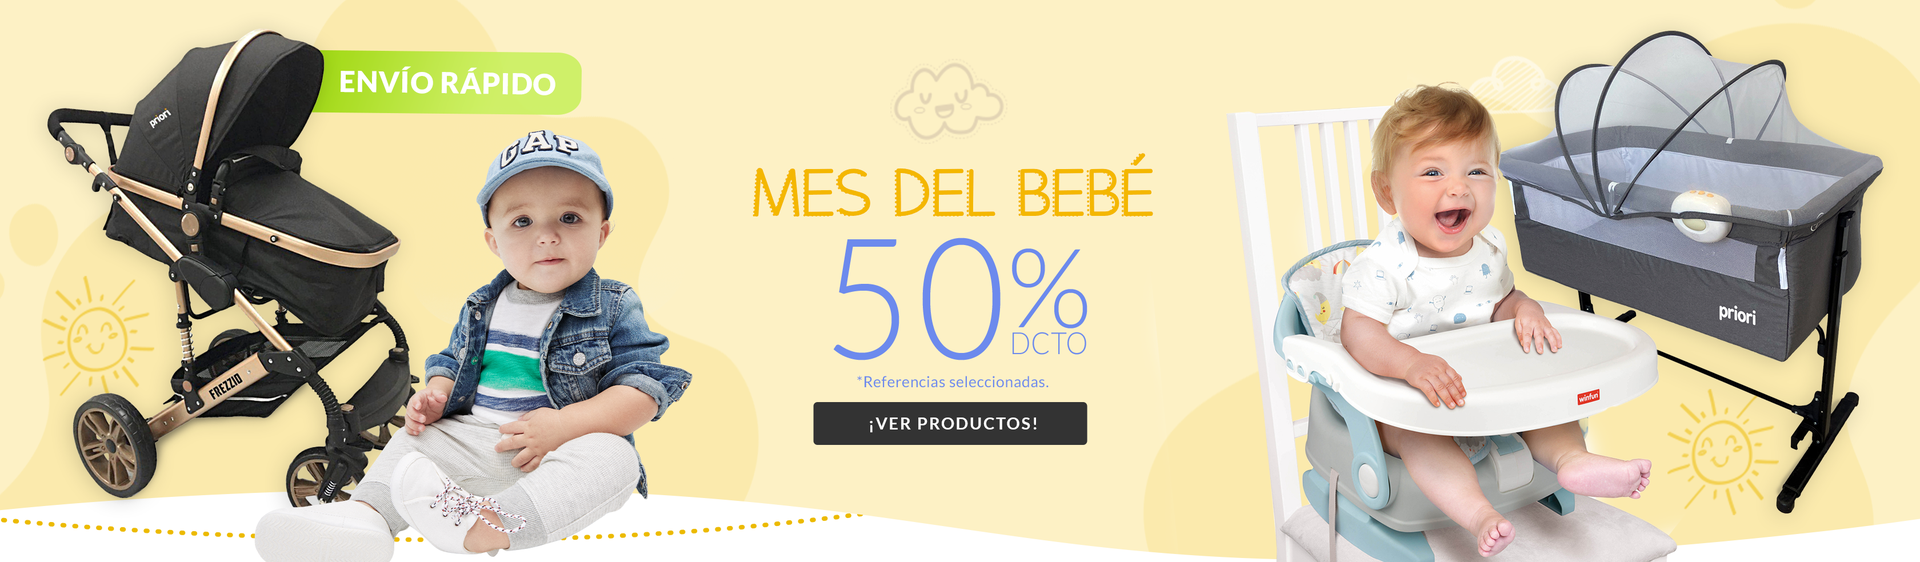 ENVÍO RÁPIDO
priori
GAP
MES DEL BEBÉ
50%
DCTO
*Referencias seleccionadas.
¡VER PRODUCTOS!
FREZZIO
priori
winfun